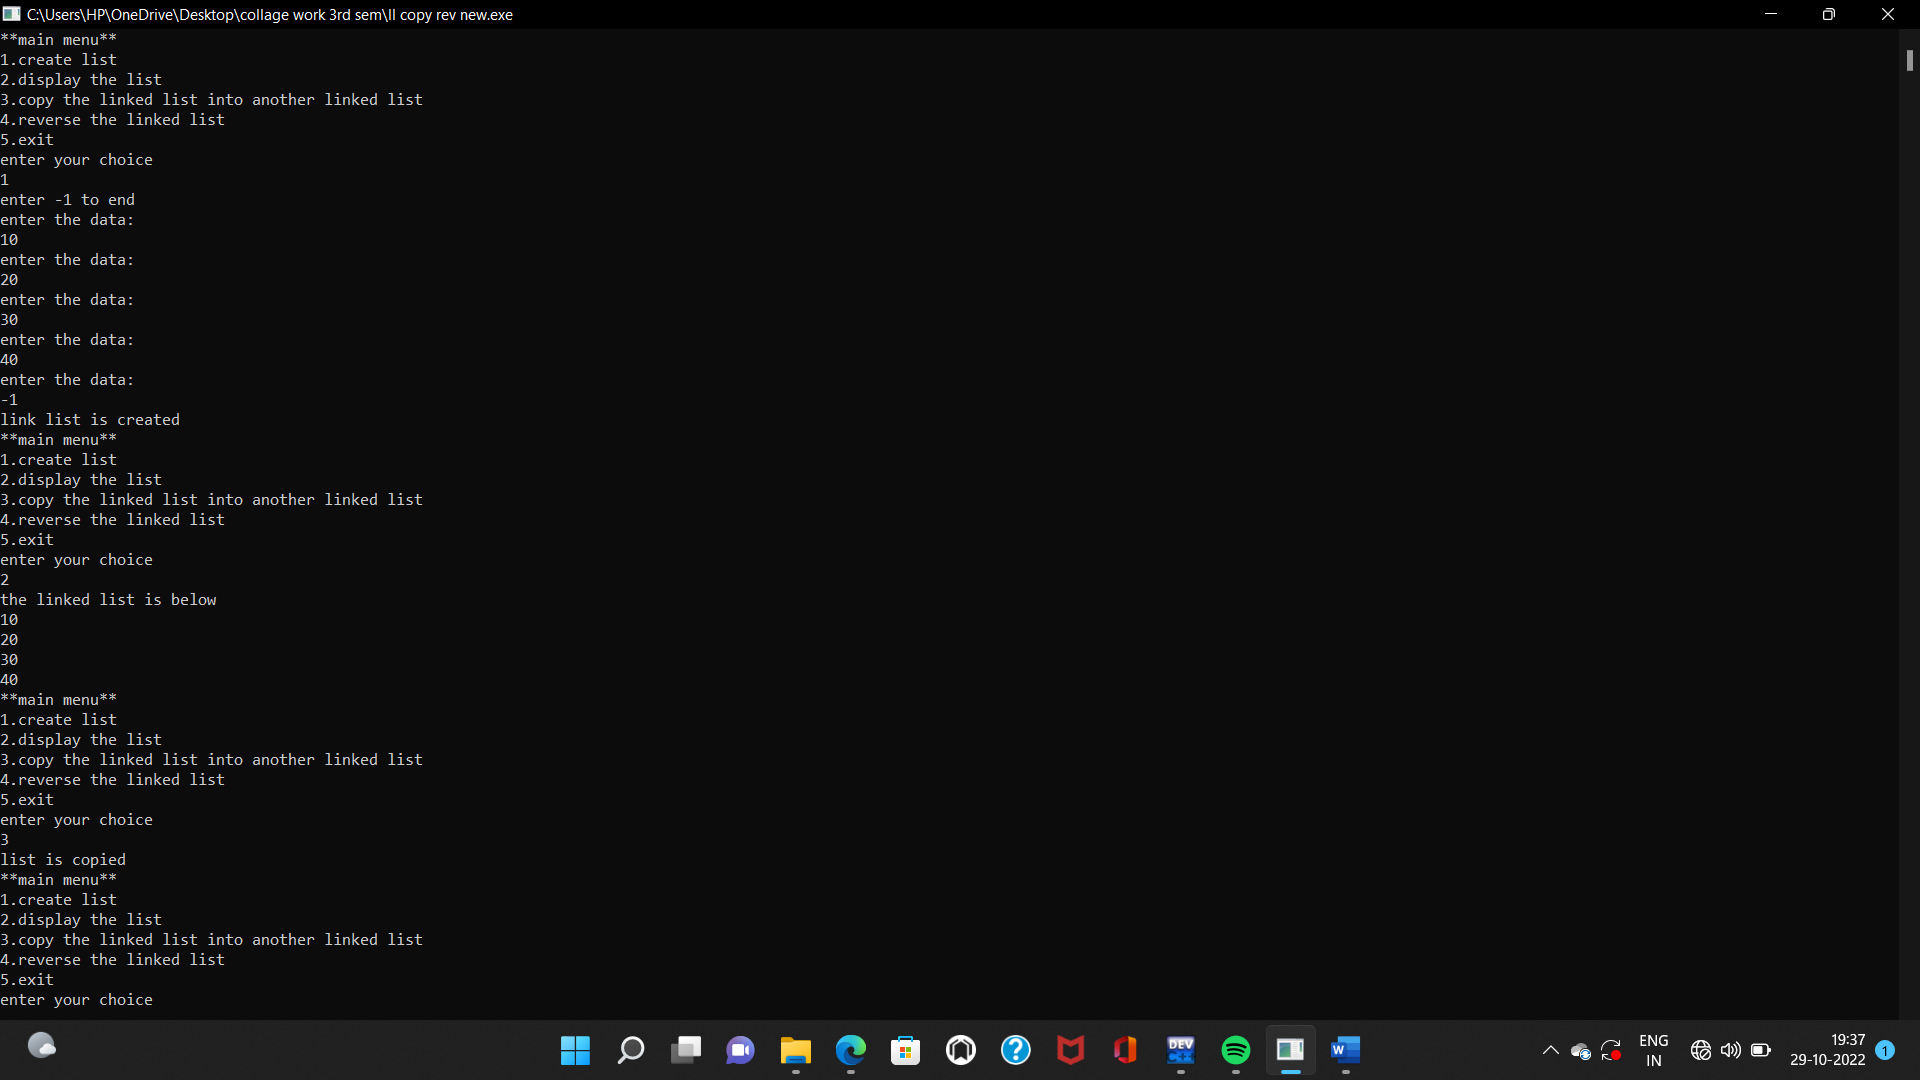 C:\Users\HP\OneDrive\Desktop\collage work 3rd sem\ll copy rev new.exe
**main menu**
1.create list
2.display the list
3.copy the linked list into another linked list
4.reverse the linked list
5.exit
enter your choice
1
enter -1 to end
enter the data:
10
enter the data:
20
enter the data:
30
enter the data:
40
enter the data:
-1
link list is created
**main menu**
1.create list
2.display the list
3.copy the linked list into another linked list
4.reverse the linked list
5.exit
enter your choice
2
the linked list is below
10
20
30
40
**main menu**
1.create list
2.display the list
3.copy the linked list into another linked list
4.reverse the linked list
5.exit
enter your choice
3
list is copied
**main menu**
1.create list
2.display the list
3.copy the linked list into another linked list
4.reverse the linked list
5.exit
enter your choice
DEV
C++
W
ENG
IN
19:37
29-10-2022
1